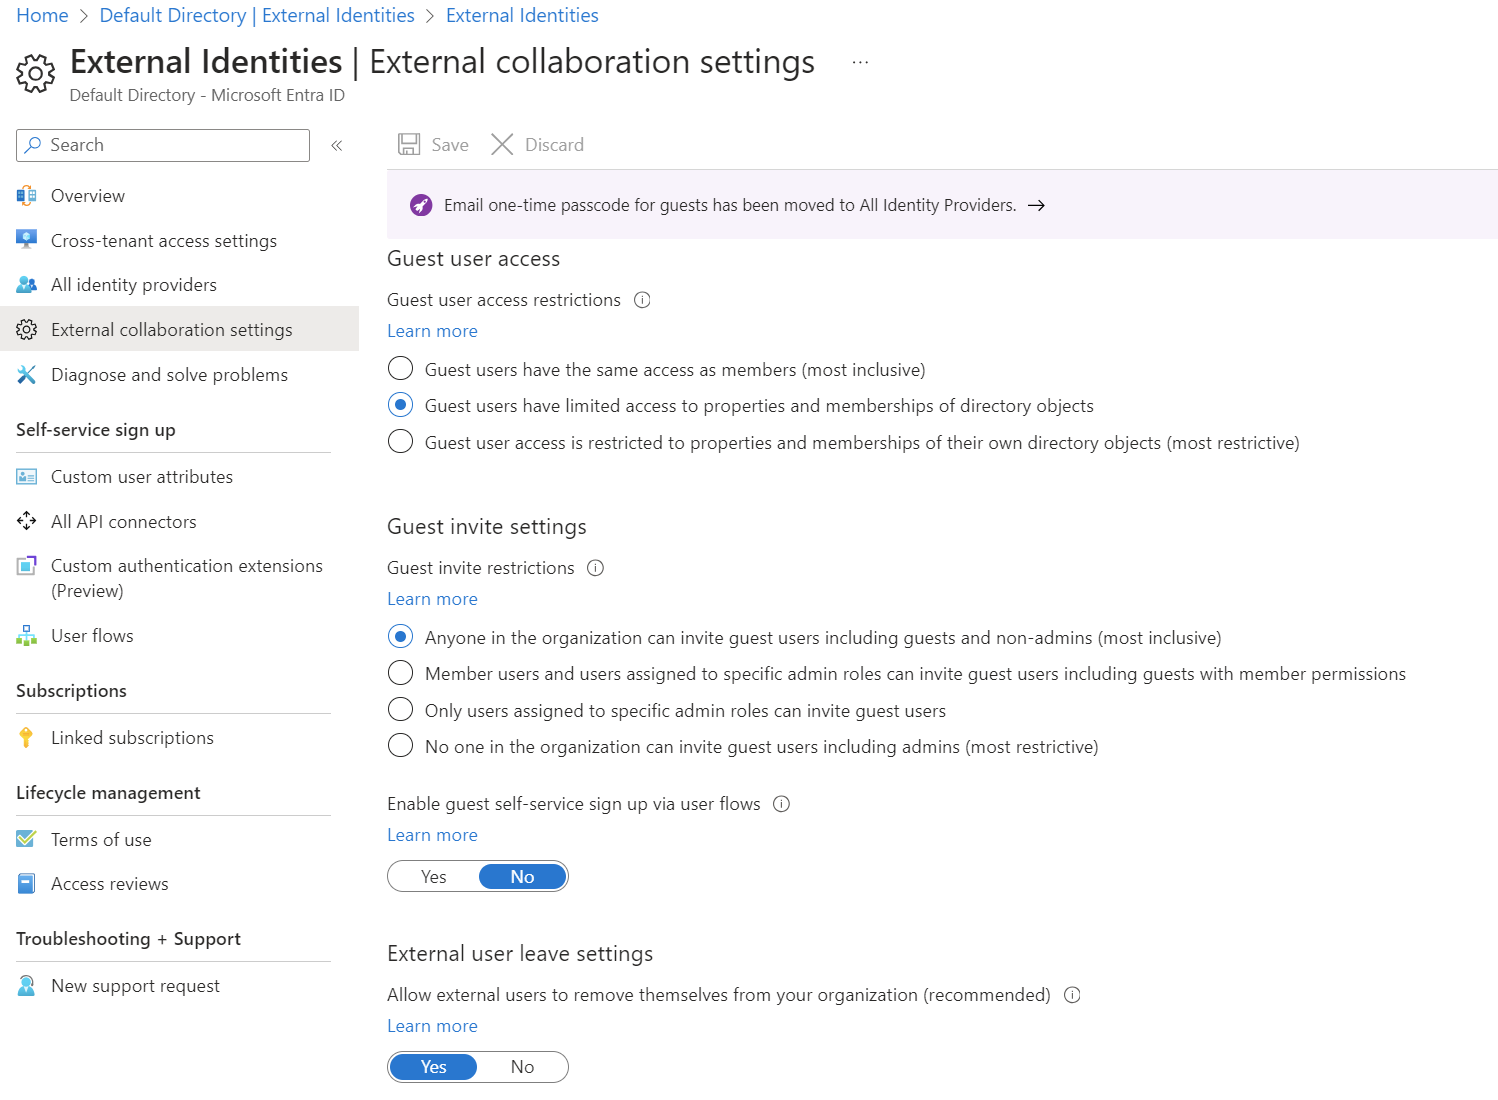 Home > Default Directory | External Identities > External Identities
External Identities | External collaboration settings ...
Default Directory - Microsoft Entra ID
Search «
Overview
Cross-tenant access settings
All identity providers
External collaboration settings
Diagnose and solve problems
Self-service sign up
Custom user attributes
All API connectors
Custom authentication extensions
(Preview)
User flows
Subscriptions
Linked subscriptions
Lifecycle management
Terms of use
Access reviews
Troubleshooting + Support
New support request
Save Discard
Email one-time passcode for guests has been moved to All Identity Providers. →
Guest user access
Guest user access restrictions
Learn more
Guest users have the same access as members (most inclusive)
Guest users have limited access to properties and memberships of directory objects
Guest user access is restricted to properties and memberships of their own directory objects (most restrictive)
Guest invite settings
Guest invite restrictions
Learn more
Anyone in the organization can invite guest users including guests and non-admins (most inclusive)
Member users and users assigned to specific admin roles can invite guest users including guests with member permissions
Only users assigned to specific admin roles can invite guest users
No one in the organization can invite guest users including admins (most restrictive)
Enable guest self-service sign up via user flows
Learn more
Yes No
External user leave settings
Allow external users to remove themselves from your organization (recommended)
Learn more
Yes No